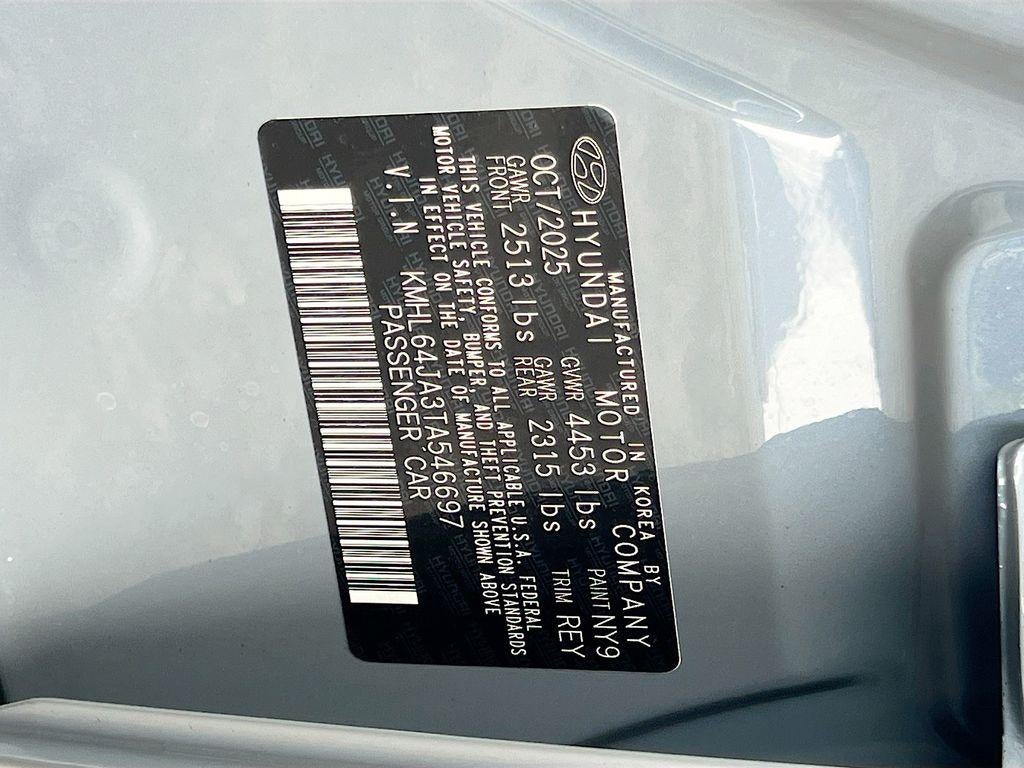 MANUFACTURED IN KOREA BY
HYUNDAI MOTOR COMPANY
OCT/2025 GVWR 4453 lbs PAINT NY9
GAWR FRONT 2513 lbs GAWR REAR 2315 lbs TRIM REY
THIS VEHICLE CONFORMS TO ALL APPLICABLE U.S.A. FEDERAL
MOTOR VEHICLE SAFETY, BUMPER, AND THEFT PREVENTION STANDARDS
IN EFFECT ON THE DATE OF MANUFACTURE SHOWN ABOVE
V.I.N KMHL64JA3TA546697
PASSENGER CAR